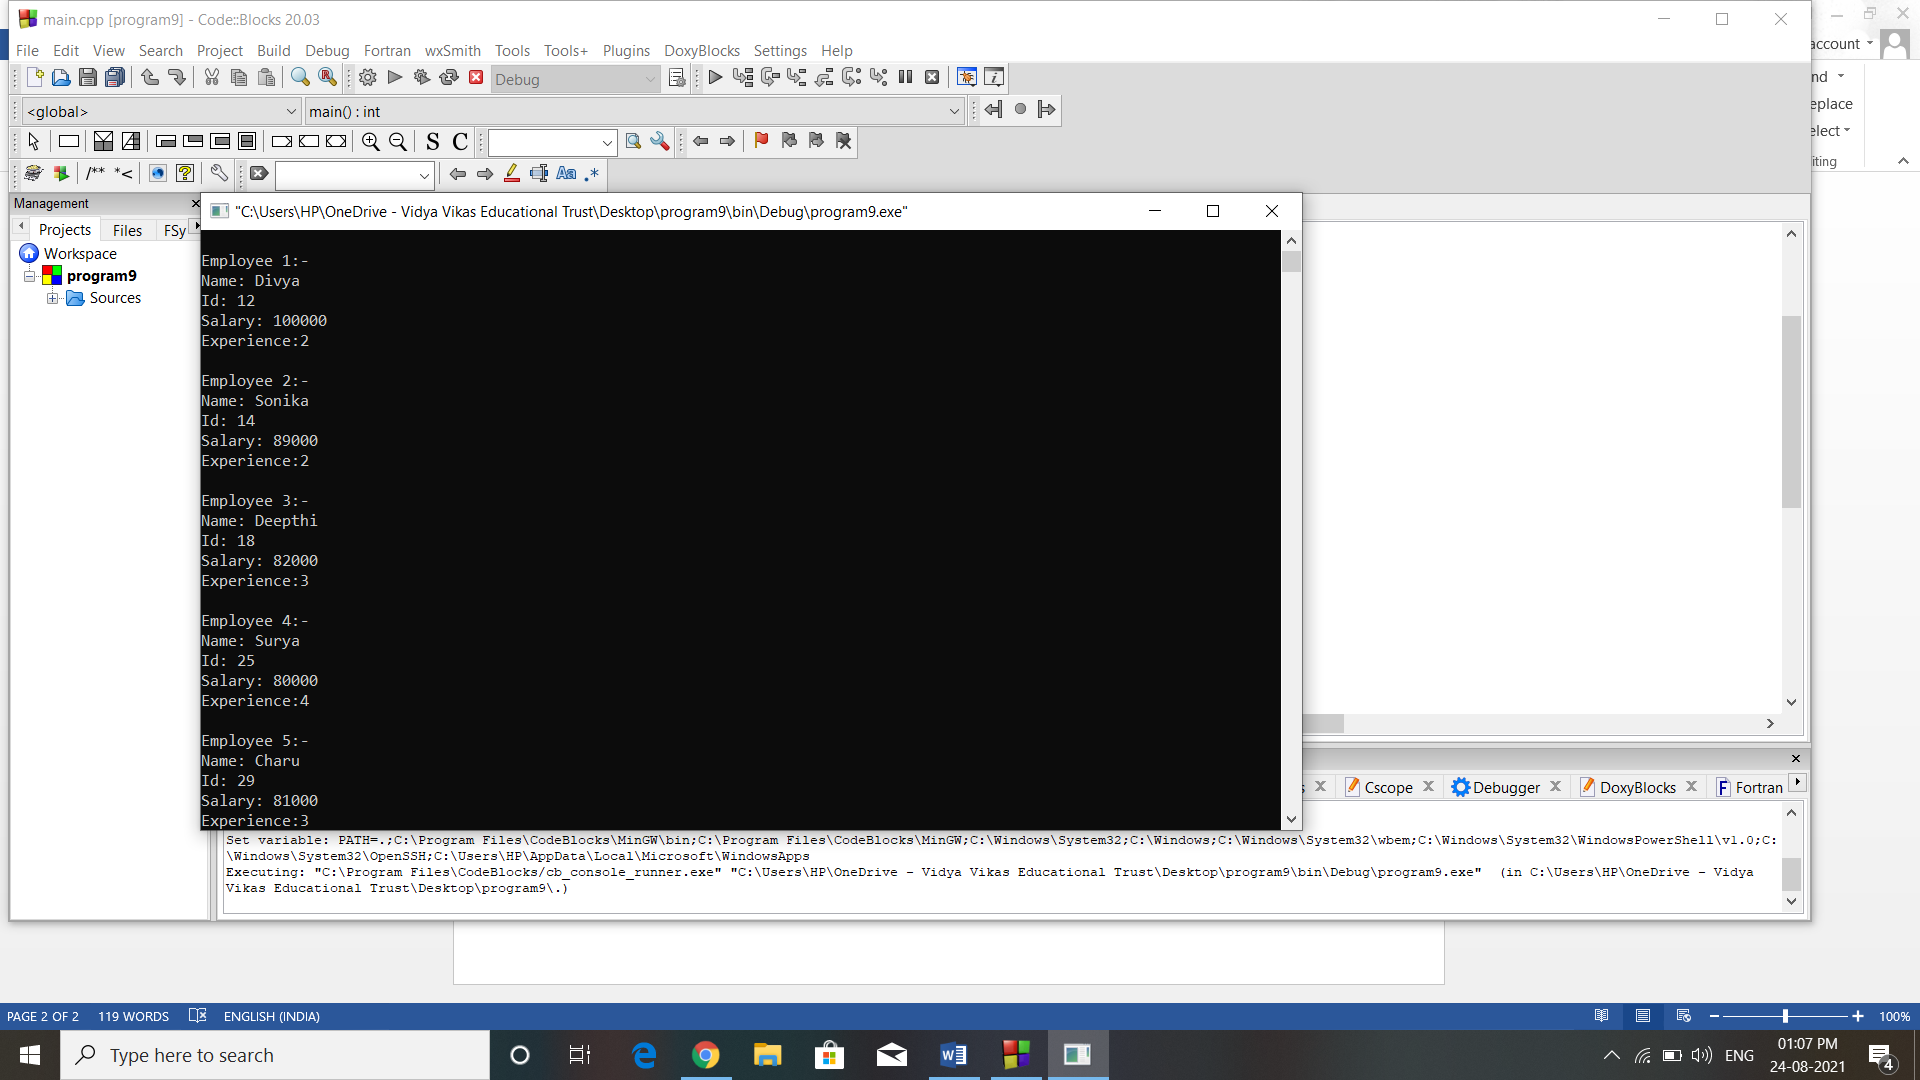 main.cpp [program9] - Code::Blocks 20.03
File Edit View Search Project Build Debug Fortran wxSmith Tools Tools+ Plugins DoxyBlocks Settings Help
account
nd
Debug
eplace
<global>
main() : int
elect
S C
iting
/** *<
Aa .*
Management
"C:\Users\HP\OneDrive - Vidya Vikas Educational Trust\Desktop\program9\bin\Debug\program9.exe"
Projects Files FSy
Workspace
program9
Sources
Employee 1:-
Name: Divya
Id: 12
Salary: 100000
Experience:2
Employee 2:-
Name: Sonika
Id: 14
Salary: 89000
Experience:2
Employee 3:-
Name: Deepthi
Id: 18
Salary: 82000
Experience:3
Employee 4:-
Name: Surya
Id: 25
Salary: 80000
Experience:4
Employee 5:-
Name: Charu
Id: 29
Salary: 81000
Experience:3
s Cscope Debugger DoxyBlocks Fortran
Set variable: PATH=.;C:\Program Files\CodeBlocks\MinGW\bin;C:\Program Files\CodeBlocks\MinGW;C:\Windows\System32;C:\Windows;C:\Windows\System32\wbem;C:\Windows\System32\WindowsPowerShell\v1.0;C:
\Windows\System32\OpenSSH;C:\Users\HP\AppData\Local\Microsoft\WindowsApps
Executing: "C:\Program Files\CodeBlocks/cb_console_runner.exe" "C:\Users\HP\OneDrive - Vidya Vikas Educational Trust\Desktop\program9\bin\Debug\program9.exe"  (in C:\Users\HP\OneDrive - Vidya
Vikas Educational Trust\Desktop\program9\.)
PAGE 2 OF 2 119 WORDS ENGLISH (INDIA) 100%
Type here to search
ENG
01:07 PM
24-08-2021
4